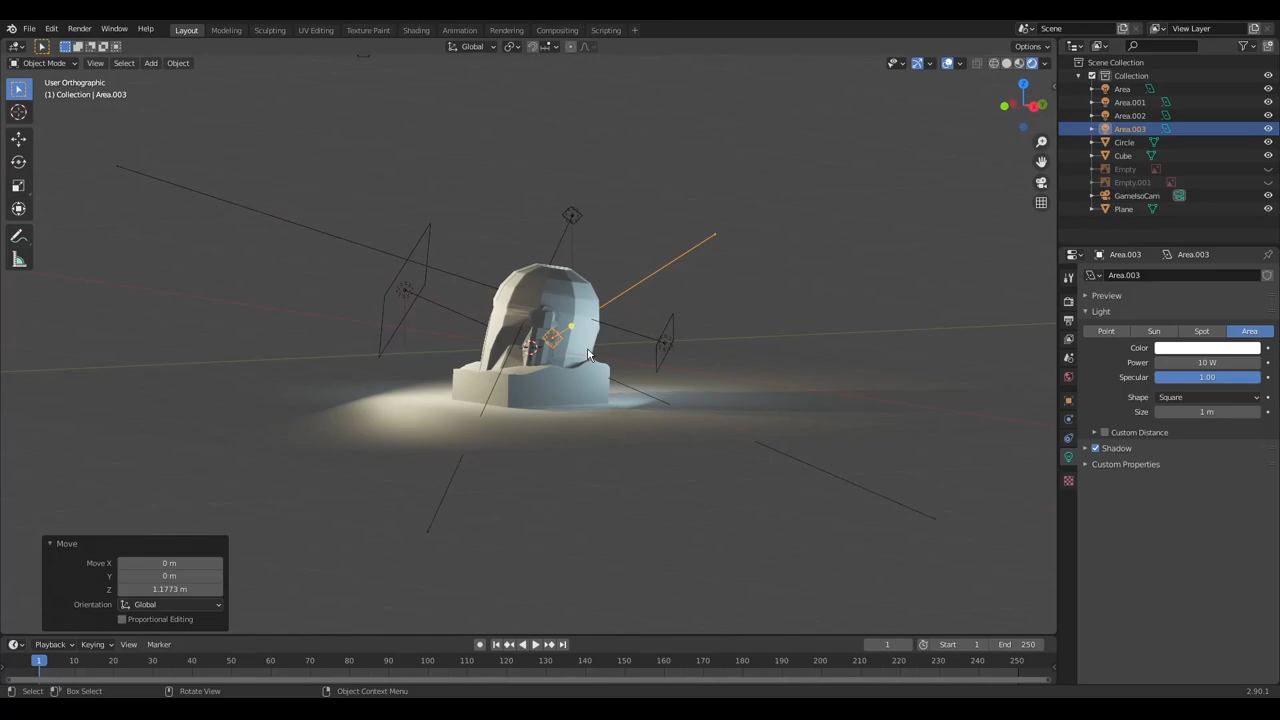 File Edit Render Window Help Layout Modeling Sculpting UV Editing Texture Paint Shading Animation Rendering Compositing Scripting + Scene View Layer
Global Options
Object Mode View Select Add Object
User Orthographic
(1) Collection | Area.003
Scene Collection
Collection
Area
Area.001
Area.002
Area.003
Circle
Cube
Empty
Empty.001
GameIsoCam
Plane
Area.003 Area.003
Area.003
Preview
Light
Point Sun Spot Area
Color
Power 10 W
Specular 1.00
Shape Square
Size 1 m
Custom Distance
Shadow
Custom Properties
Move
Move X 0 m
Y 0 m
Z 1.1773 m
Orientation Global
Proportional Editing
Playback Keying View Marker 1 Start 1 End 250
1 10 20 30 40 50 60 70 80 90 100 110 120 130 140 150 160 170 180 190 200 210 220 230 240 250
Select Box Select Rotate View Object Context Menu 2.90.1